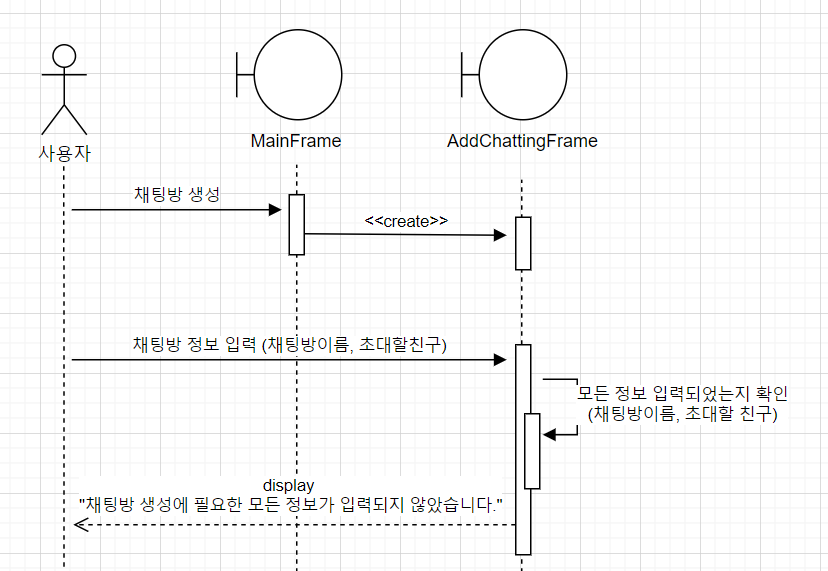 MainFrame
AddChattingFrame
사용자
채팅방 생성
<<create>>
채팅방 정보 입력 (채팅방이름, 초대할친구)
모든 정보 입력되었는지 확인
(채팅방이름, 초대할 친구)
display
"채팅방 생성에 필요한 모든 정보가 입력되지 않았습니다."